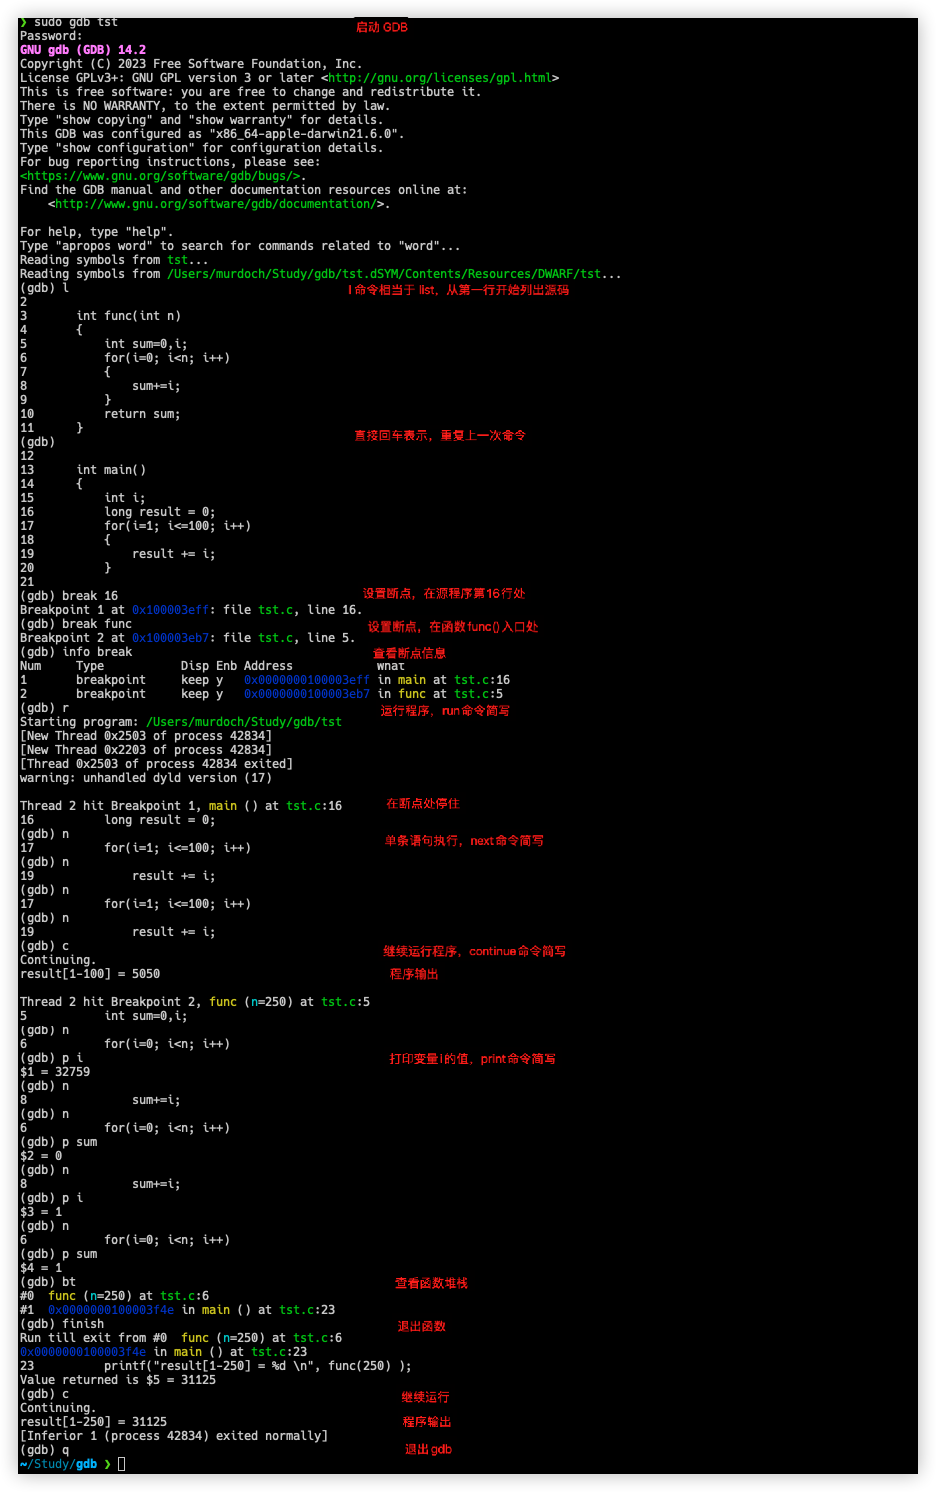 ❯ sudo gdb tst 启动 GDB
Password:
GNU gdb (GDB) 14.2
Copyright (C) 2023 Free Software Foundation, Inc.
License GPLv3+: GNU GPL version 3 or later <http://gnu.org/licenses/gpl.html>
This is free software: you are free to change and redistribute it.
There is NO WARRANTY, to the extent permitted by law.
Type "show copying" and "show warranty" for details.
This GDB was configured as "x86_64-apple-darwin21.6.0".
Type "show configuration" for configuration details.
For bug reporting instructions, please see:
<https://www.gnu.org/software/gdb/bugs/>.
Find the GDB manual and other documentation resources online at:
    <http://www.gnu.org/software/gdb/documentation/>.
For help, type "help".
Type "apropos word" to search for commands related to "word"...
Reading symbols from tst...
Reading symbols from /Users/murdoch/Study/gdb/tst.dSYM/Contents/Resources/DWARF/tst...
(gdb) l l 命令相当于 list，从第一行开始列出源码
2
3       int func(int n)
4       {
5           int sum=0,i;
6           for(i=0; i<n; i++)
7           {
8               sum+=i;
9           }
10          return sum;
11      }
(gdb) 直接回车表示，重复上一次命令
12
13      int main()
14      {
15          int i;
16          long result = 0;
17          for(i=1; i<=100; i++)
18          {
19              result += i;
20          }
21
(gdb) break 16 设置断点，在源程序第16行处
Breakpoint 1 at 0x100003eff: file tst.c, line 16.
(gdb) break func 设置断点，在函数func()入口处
Breakpoint 2 at 0x100003eb7: file tst.c, line 5.
(gdb) info break 查看断点信息
Num     Type           Disp Enb Address            What
1       breakpoint     keep y   0x0000000100003eff in main at tst.c:16
2       breakpoint     keep y   0x0000000100003eb7 in func at tst.c:5
(gdb) r 运行程序，run命令简写
Starting program: /Users/murdoch/Study/gdb/tst
[New Thread 0x2503 of process 42834]
[New Thread 0x2203 of process 42834]
[Thread 0x2503 of process 42834 exited]
warning: unhandled dyld version (17)
Thread 2 hit Breakpoint 1, main () at tst.c:16 在断点处停住
16          long result = 0;
(gdb) n 单条语句执行，next命令简写
17          for(i=1; i<=100; i++)
(gdb) n
19              result += i;
(gdb) n
17          for(i=1; i<=100; i++)
(gdb) n
19              result += i;
(gdb) c 继续运行程序，continue命令简写
Continuing.
result[1-100] = 5050 程序输出
Thread 2 hit Breakpoint 2, func (n=250) at tst.c:5
5           int sum=0,i;
(gdb) n
6           for(i=0; i<n; i++)
(gdb) p i 打印变量i的值，print命令简写
$1 = 32759
(gdb) n
8               sum+=i;
(gdb) n
6           for(i=0; i<n; i++)
(gdb) p sum
$2 = 0
(gdb) n
8               sum+=i;
(gdb) p i
$3 = 1
(gdb) n
6           for(i=0; i<n; i++)
(gdb) p sum
$4 = 1
(gdb) bt 查看函数堆栈
#0  func (n=250) at tst.c:6
#1  0x0000000100003f4e in main () at tst.c:23
(gdb) finish 退出函数
Run till exit from #0  func (n=250) at tst.c:6
0x0000000100003f4e in main () at tst.c:23
23          printf("result[1-250] = %d \n", func(250) );
Value returned is $5 = 31125
(gdb) c 继续运行
Continuing.
result[1-250] = 31125 程序输出
[Inferior 1 (process 42834) exited normally]
(gdb) q 退出gdb
~/Study/gdb ❯